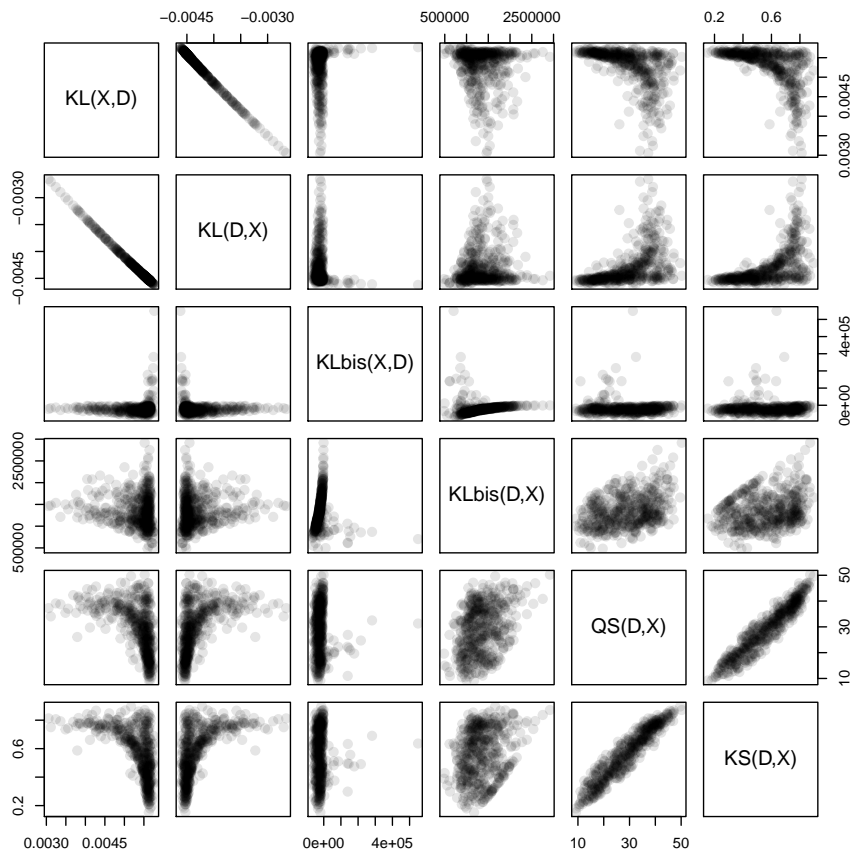 −0.0045 −0.0030 500000 2500000 0.2 0.6
KL(X,D)
0.0030 0.0045
−0.0045 −0.0030
KL(D,X)
KLbis(X,D)
0e+00 4e+05
500000 2500000
KLbis(D,X)
QS(D,X)
10 30 50
0.2 0.6
KS(D,X)
0.0030 0.0045 0e+00 4e+05 10 30 50